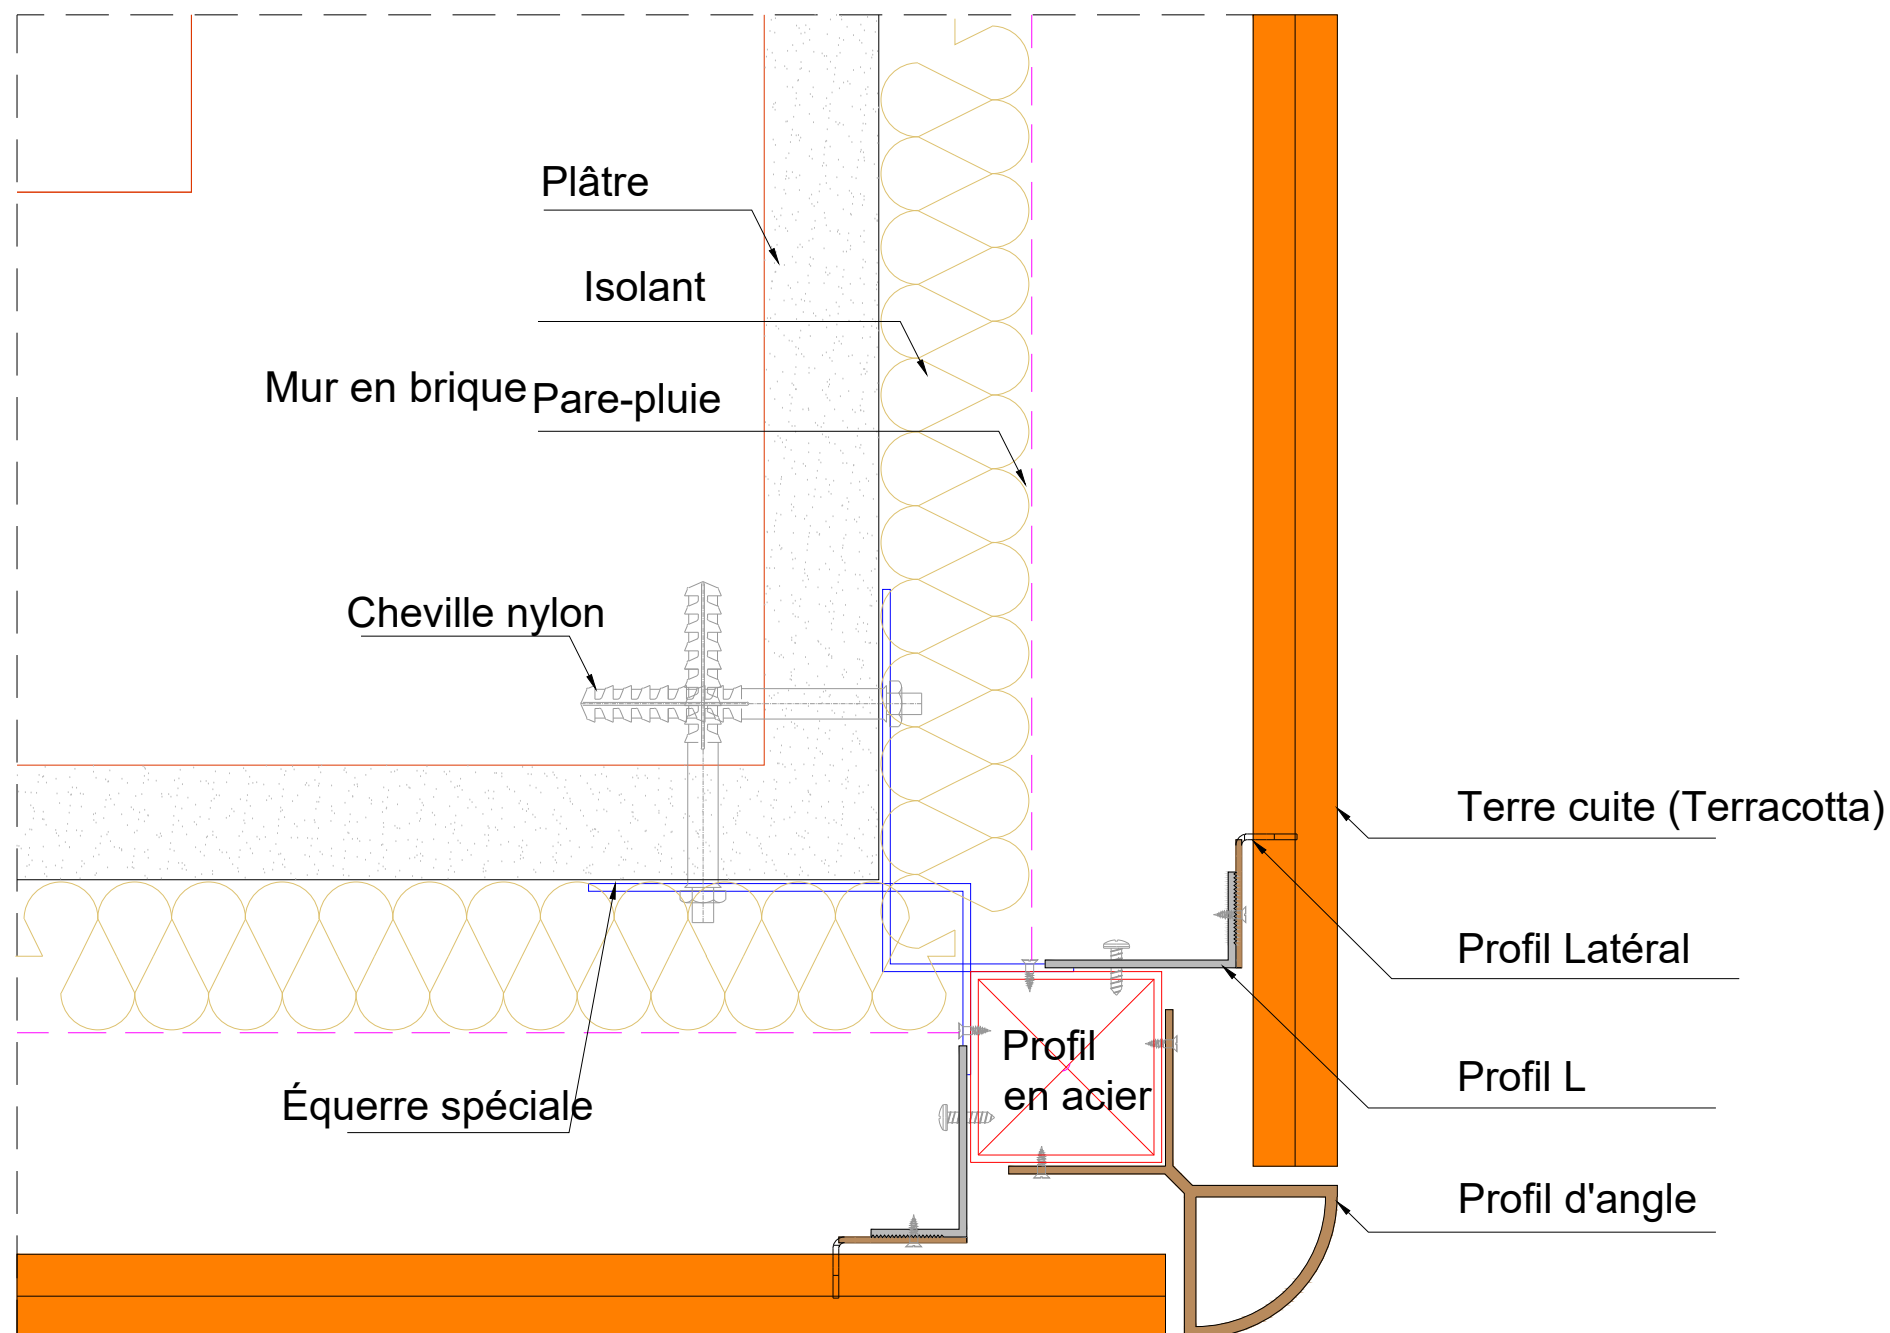 Plâtre
Isolant
Mur en brique
Pare-pluie
Cheville nylon
Terre cuite (Terracotta)
Profil Latéral
Profil
en acier
Profil L
Équerre spéciale
Profil d'angle